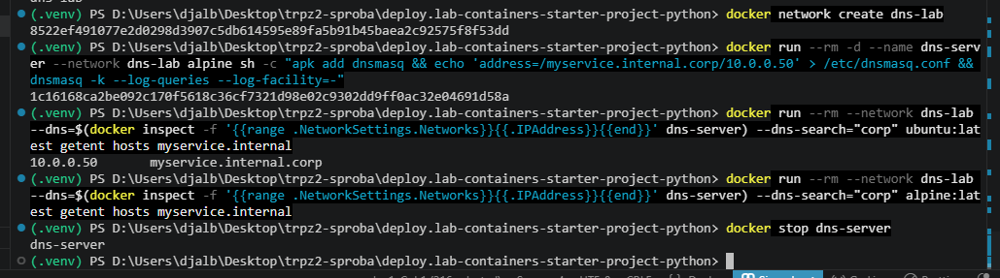 (.venv) PS D:\Users\djalb\Desktop\trpz2-sproba\deploy.lab-containers-starter-project-python> docker network create dns-lab
8522ef491077e2d0298d3907c5db614595e89fa5b91b45baea2c92575f8f53dd
(.venv) PS D:\Users\djalb\Desktop\trpz2-sproba\deploy.lab-containers-starter-project-python> docker run --rm -d --name dns-serv
er --network dns-lab alpine sh -c "apk add dnsmasq && echo 'address=/myservice.internal.corp/10.0.0.50' > /etc/dnsmasq.conf &&
dnsmasq -k --log-queries --log-facility=-"
1c16168ca2be092c170f5618c36cf7321d98e02c9302dd9ff0ac32e04691d58a
(.venv) PS D:\Users\djalb\Desktop\trpz2-sproba\deploy.lab-containers-starter-project-python> docker run --rm --network dns-lab
--dns=$(docker inspect -f '{{range .NetworkSettings.Networks}}{{.IPAddress}}{{end}}' dns-server) --dns-search="corp" ubuntu:lat
est getent hosts myservice.internal
10.0.0.50 myservice.internal.corp
(.venv) PS D:\Users\djalb\Desktop\trpz2-sproba\deploy.lab-containers-starter-project-python> docker run --rm --network dns-lab
--dns=$(docker inspect -f '{{range .NetworkSettings.Networks}}{{.IPAddress}}{{end}}' dns-server) --dns-search="corp" alpine:lat
est getent hosts myservice.internal
(.venv) PS D:\Users\djalb\Desktop\trpz2-sproba\deploy.lab-containers-starter-project-python> docker stop dns-server
dns-server
(.venv) PS D:\Users\djalb\Desktop\trpz2-sproba\deploy.lab-containers-starter-project-python>